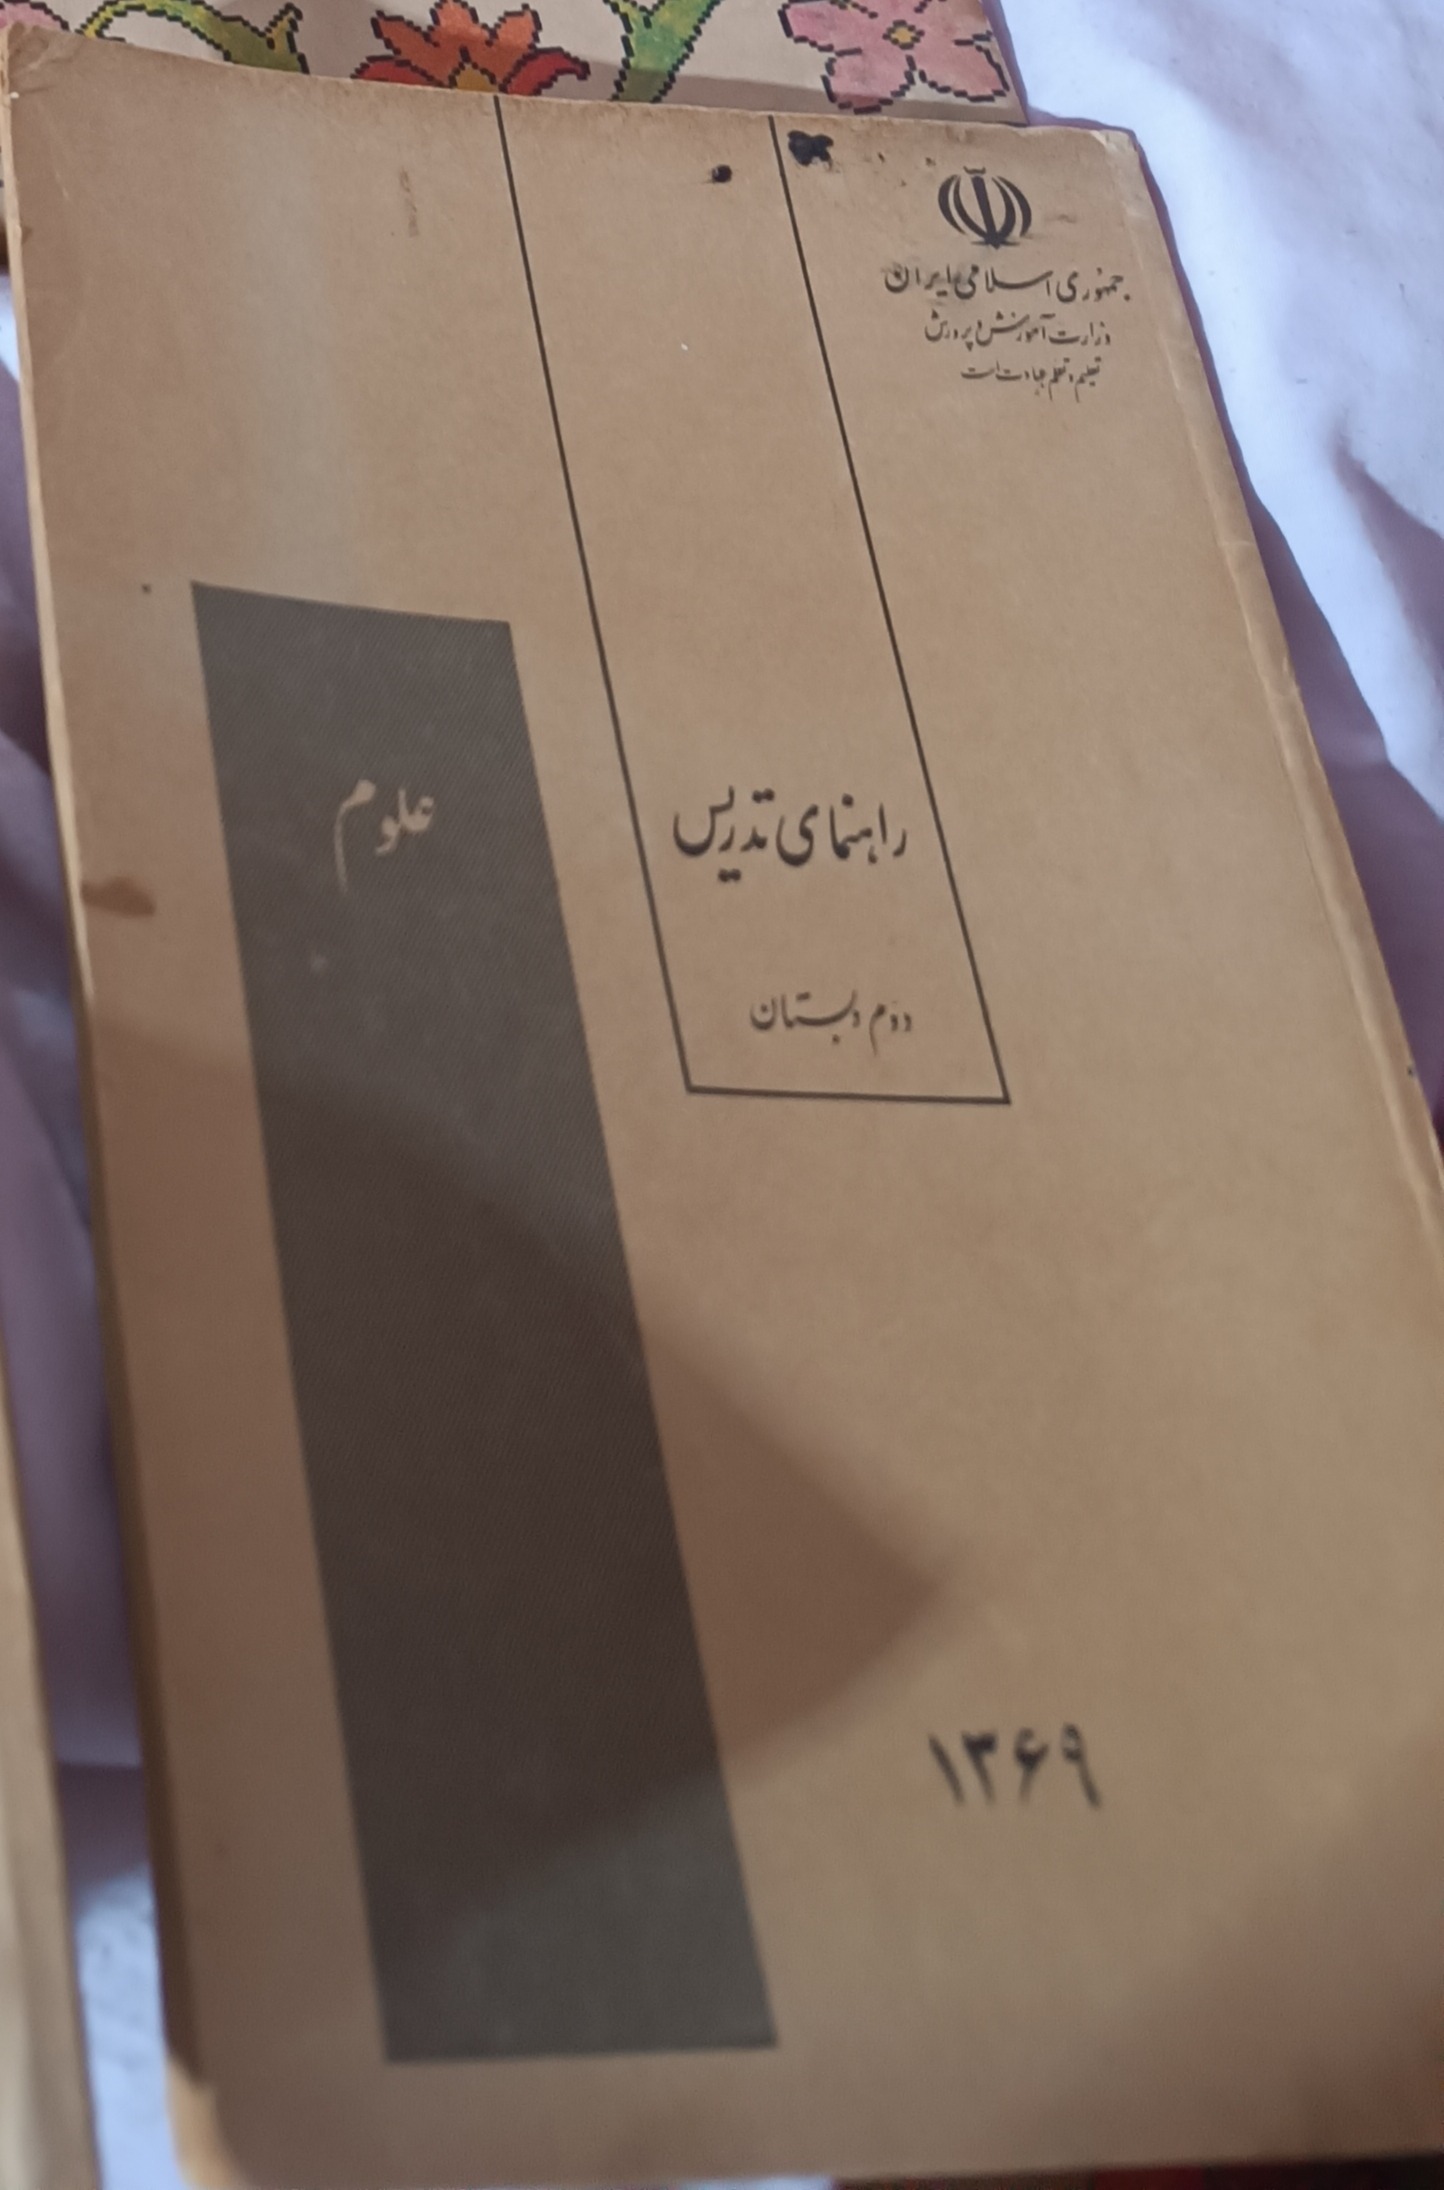 جمهوری اسلامی ایران
وزارت آموزش و پرورش
تعلیم و تعلم عبادت است
راهنمای تدریس
علوم
دوم دبستان
۱۳۶۹